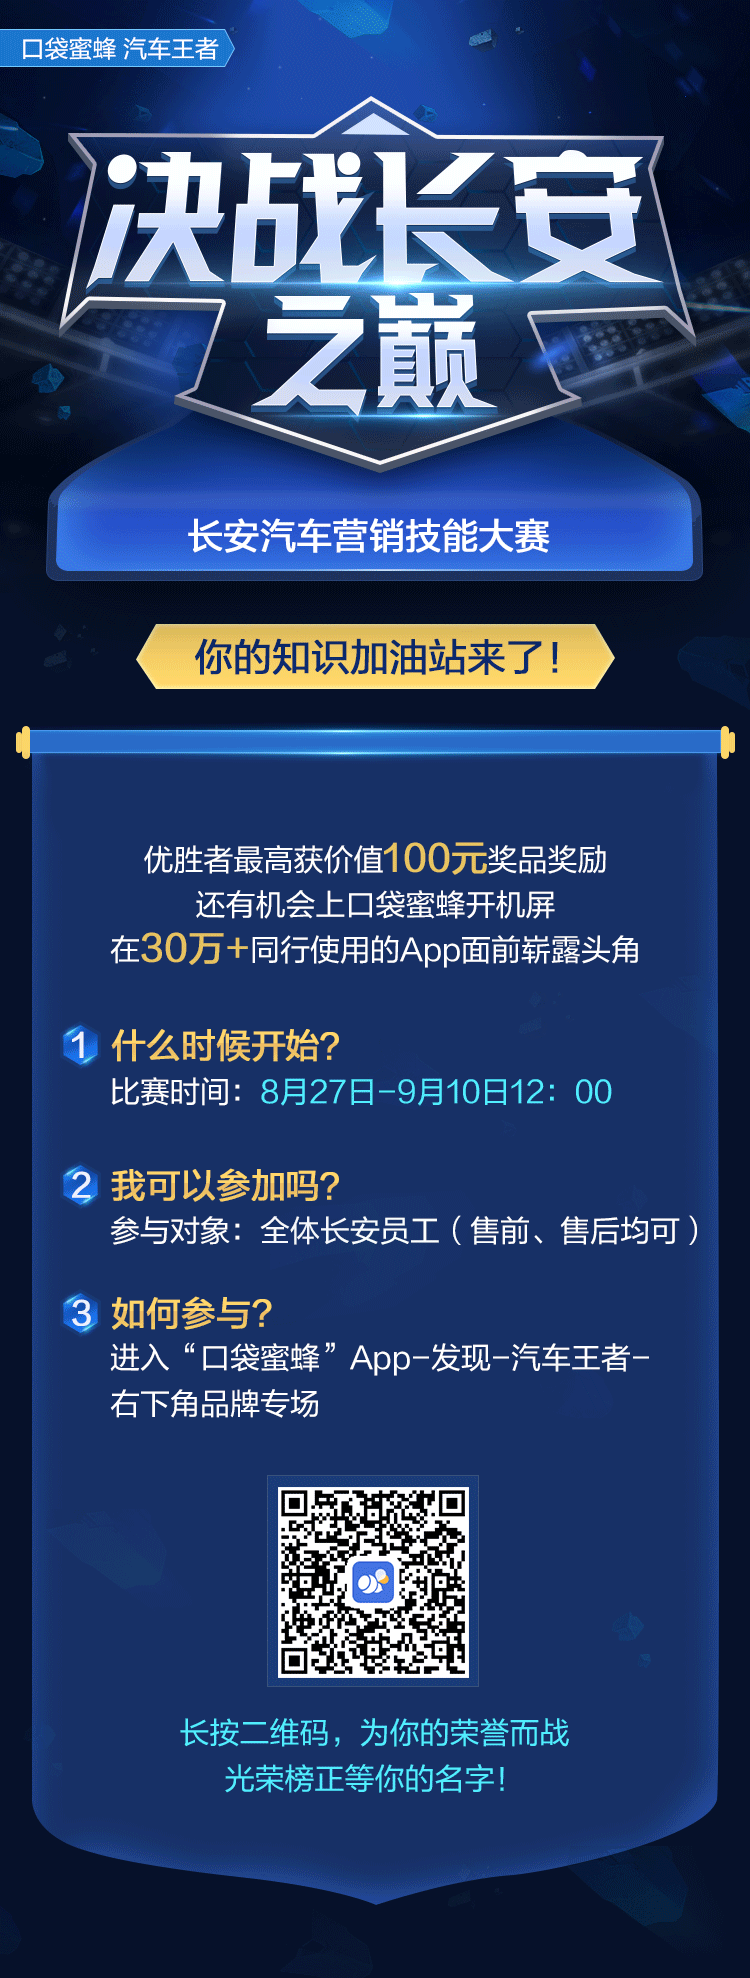 口袋蜜蜂 汽车王者
决战长安
之巅
长安汽车营销技能大赛
你的知识加油站来了！
优胜者最高获价值100元奖品奖励
还有机会上口袋蜜蜂开机屏
在30万+同行使用的App面前崭露头角
1 什么时候开始？
比赛时间：8月27日-9月10日12：00
2 我可以参加吗？
参与对象：全体长安员工（售前、售后均可）
3 如何参与？
进入“口袋蜜蜂”App-发现-汽车王者-
右下角品牌专场
长按二维码，为你的荣誉而战
光荣榜正等你的名字！